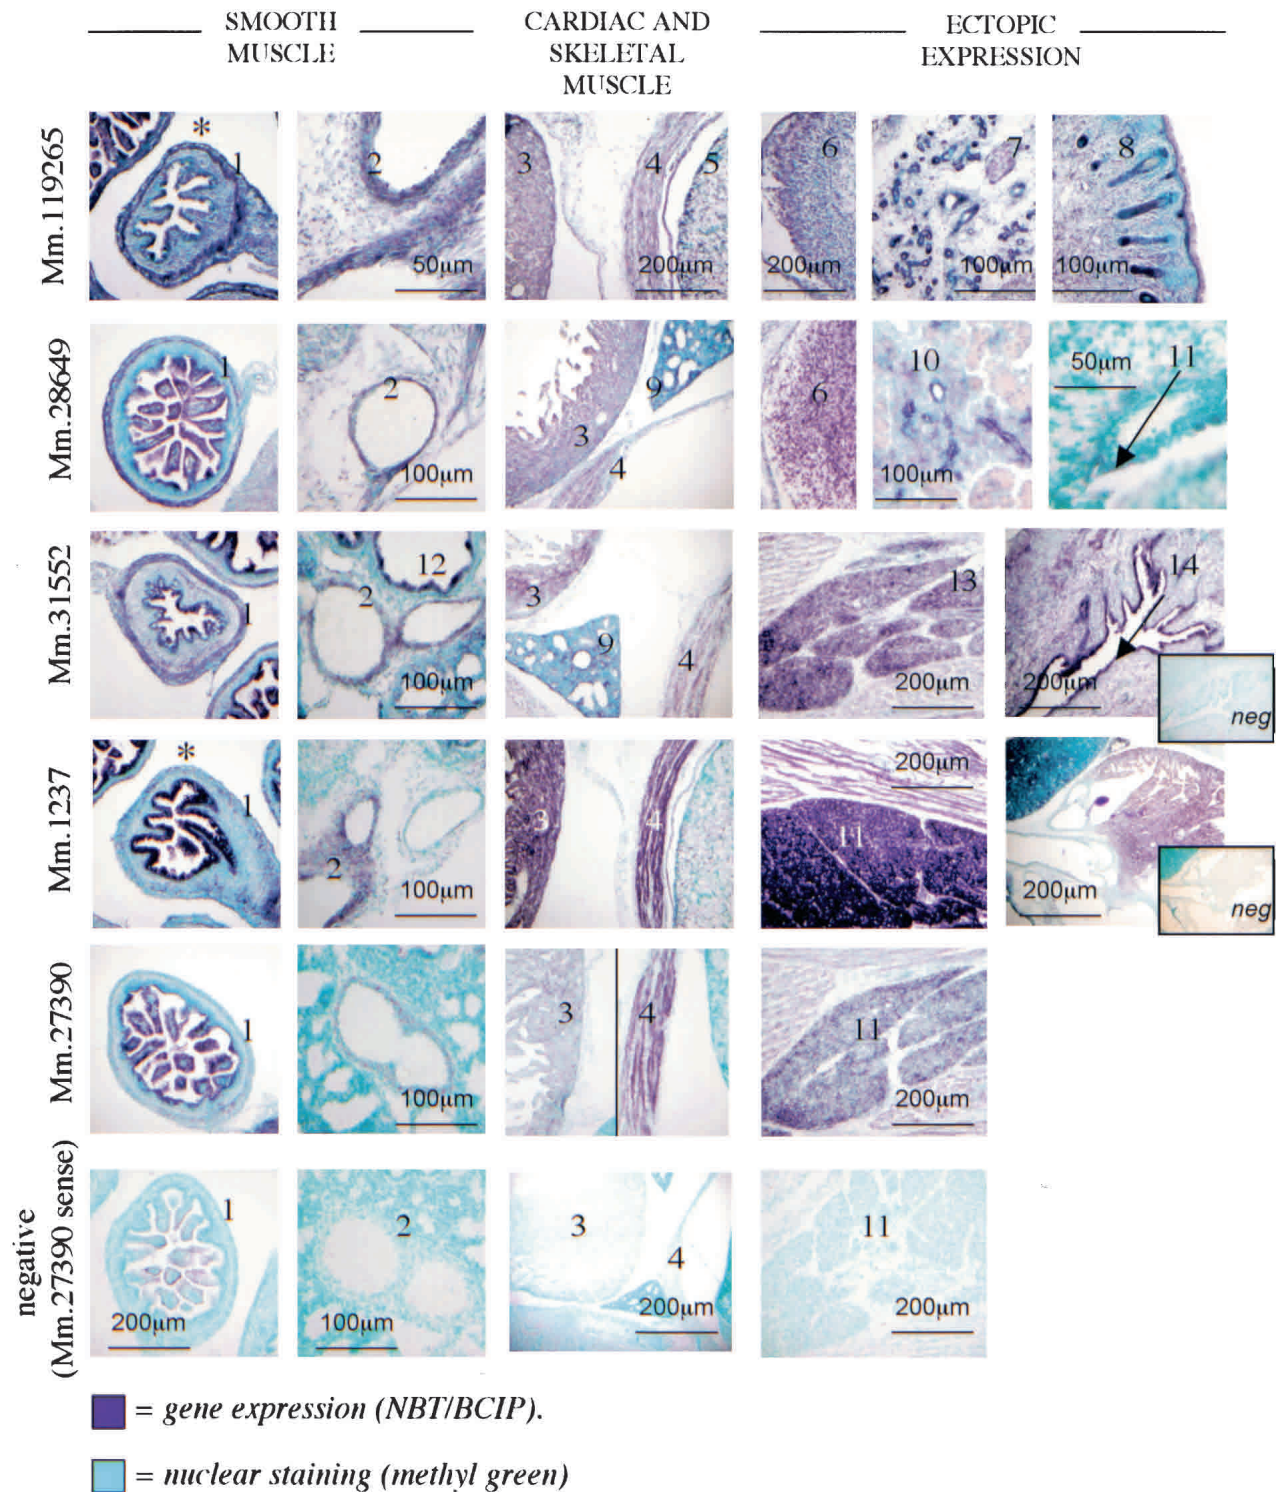 SMOOTH
MUSCLE
CARDIAC AND
SKELETAL
MUSCLE
ECTOPIC
EXPRESSION
Mm.119265
* 1
2
50μm
3 4 5
200μm
6
200μm
7
100μm
8
100μm
Mm.28649
1
2
100μm
3 4 9
6
10
100μm
50μm 11
Mm.31552
1
2 12
100μm
3 9 4
13
200μm
14
200μm
neg
Mm.1237
* 1
2
100μm
3 4
200μm
11
200μm
neg
Mm.27390
1
100μm
3 4
11
200μm
negative
(Mm.27390 sense)
1
200μm
2
100μm
3
4
200μm
11
200μm
= gene expression (NBT/BCIP).
= nuclear staining (methyl green)